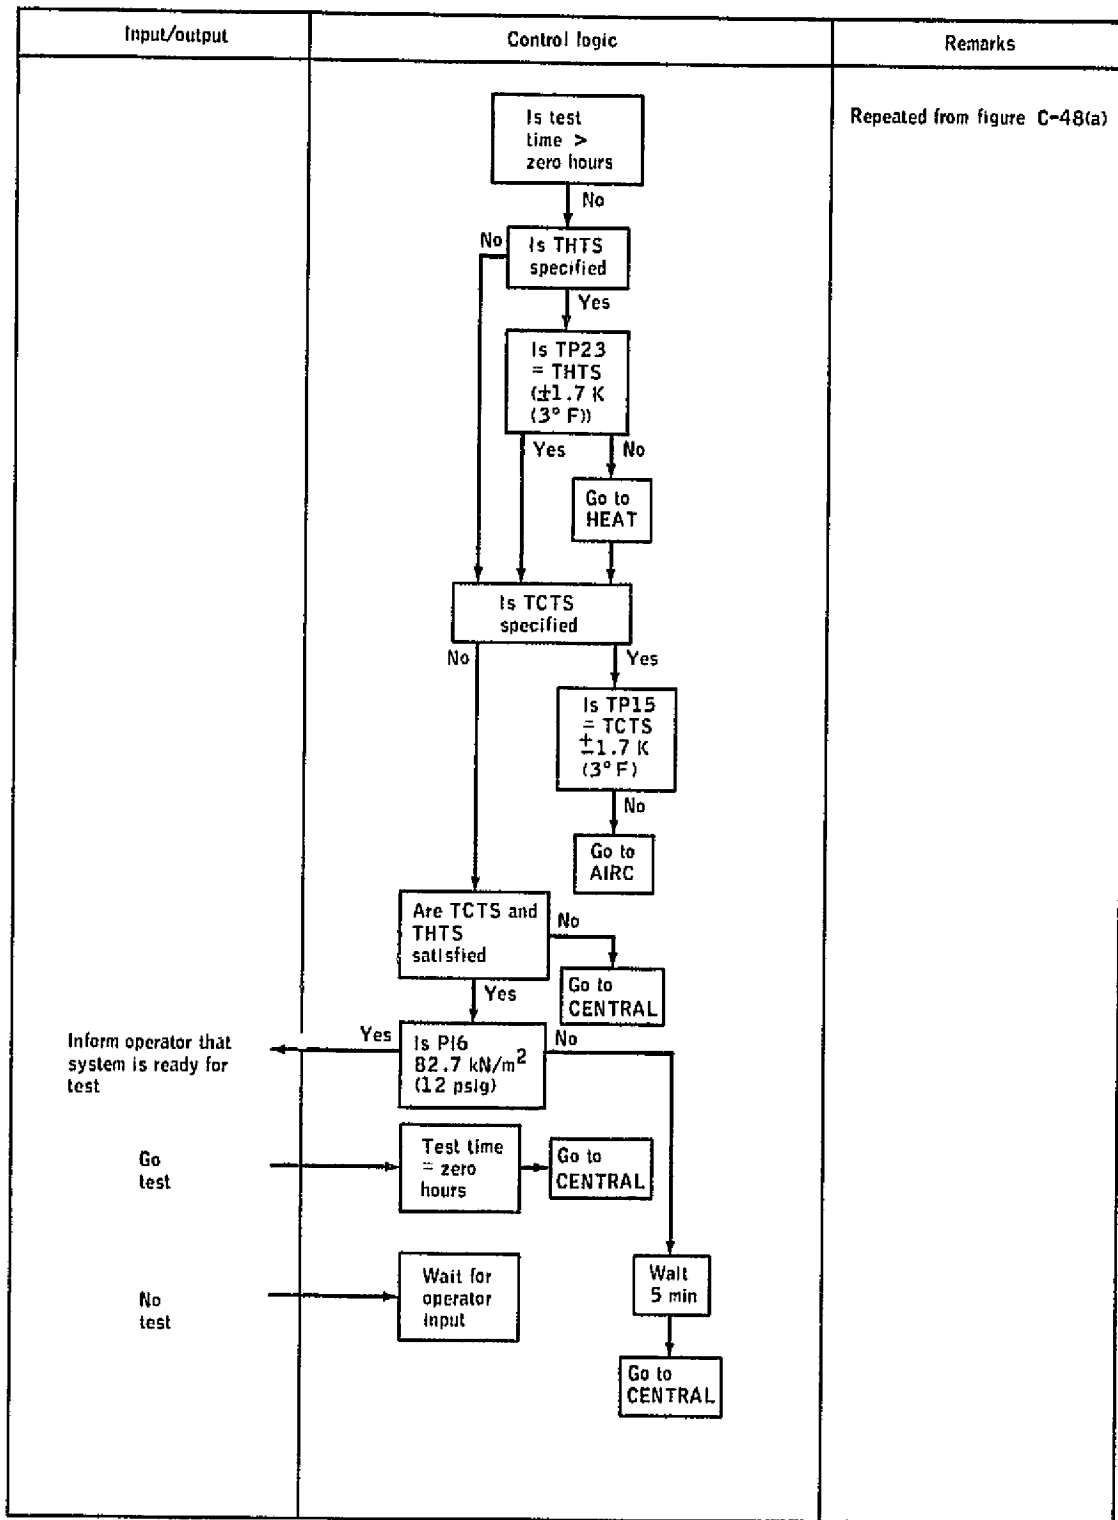 Input/output
Control logic
Remarks
Repeated from figure C-48(a)
Is test
time >
zero hours
No
No
Is THTS
specified
Yes
Is TP23
= THTS
(±1.7 K
(3° F))
Yes
No
Go to
HEAT
Is TCTS
specified
No
Yes
Is TP15
= TCTS
±1.7 K
(3° F)
No
Go to
AIRC
Are TCTS and
THTS
satisfied
No
Go to
CENTRAL
Yes
Inform operator that
system is ready for
test
Yes
Is PI6
82.7 kN/m²
(12 psig)
No
Go
test
Test time
= zero
hours
Go to
CENTRAL
No
test
Wait for
operator
input
Wait
5 min
Go to
CENTRAL